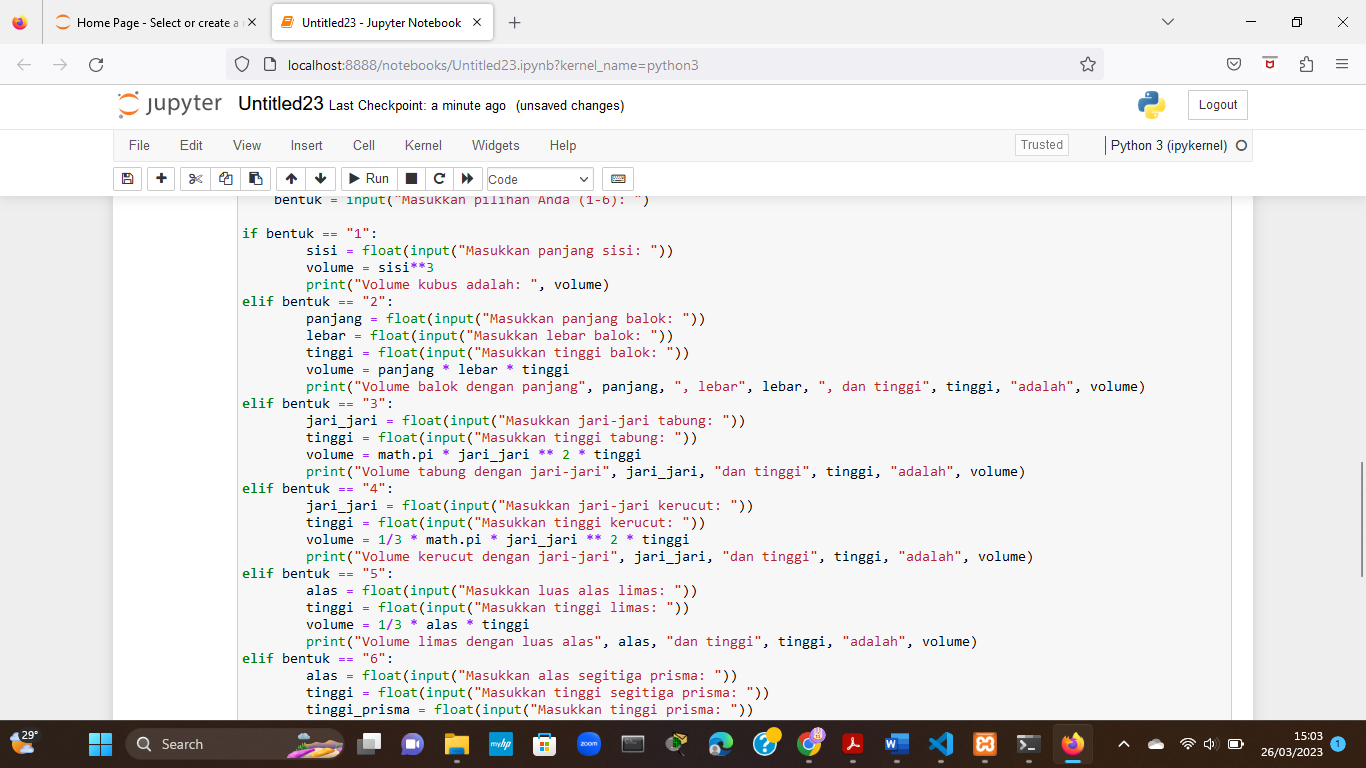 Home Page - Select or create a
Untitled23 - Jupyter Notebook
localhost:8888/notebooks/Untitled23.ipynb?kernel_name=python3
jupyter Untitled23 Last Checkpoint: a minute ago (unsaved changes)
Logout
File Edit View Insert Cell Kernel Widgets Help
Trusted
Python 3 (ipykernel)
Run
Code
bentuk = input("Masukkan pilihan Anda (1-6): ")
if bentuk == "1":
sisi = float(input("Masukkan panjang sisi: "))
volume = sisi**3
print("Volume kubus adalah: ", volume)
elif bentuk == "2":
panjang = float(input("Masukkan panjang balok: "))
lebar = float(input("Masukkan lebar balok: "))
tinggi = float(input("Masukkan tinggi balok: "))
volume = panjang * lebar * tinggi
print("Volume balok dengan panjang", panjang, ", lebar", lebar, ", dan tinggi", tinggi, "adalah", volume)
elif bentuk == "3":
jari_jari = float(input("Masukkan jari-jari tabung: "))
tinggi = float(input("Masukkan tinggi tabung: "))
volume = math.pi * jari_jari ** 2 * tinggi
print("Volume tabung dengan jari-jari", jari_jari, "dan tinggi", tinggi, "adalah", volume)
elif bentuk == "4":
jari_jari = float(input("Masukkan jari-jari kerucut: "))
tinggi = float(input("Masukkan tinggi kerucut: "))
volume = 1/3 * math.pi * jari_jari ** 2 * tinggi
print("Volume kerucut dengan jari-jari", jari_jari, "dan tinggi", tinggi, "adalah", volume)
elif bentuk == "5":
alas = float(input("Masukkan luas alas limas: "))
tinggi = float(input("Masukkan tinggi limas: "))
volume = 1/3 * alas * tinggi
print("Volume limas dengan luas alas", alas, "dan tinggi", tinggi, "adalah", volume)
elif bentuk == "6":
alas = float(input("Masukkan alas segitiga prisma: "))
tinggi = float(input("Masukkan tinggi segitiga prisma: "))
tinggi_prisma = float(input("Masukkan tinggi prisma: "))
29°
Search
myhp
zoom
15:03
26/03/2023
1